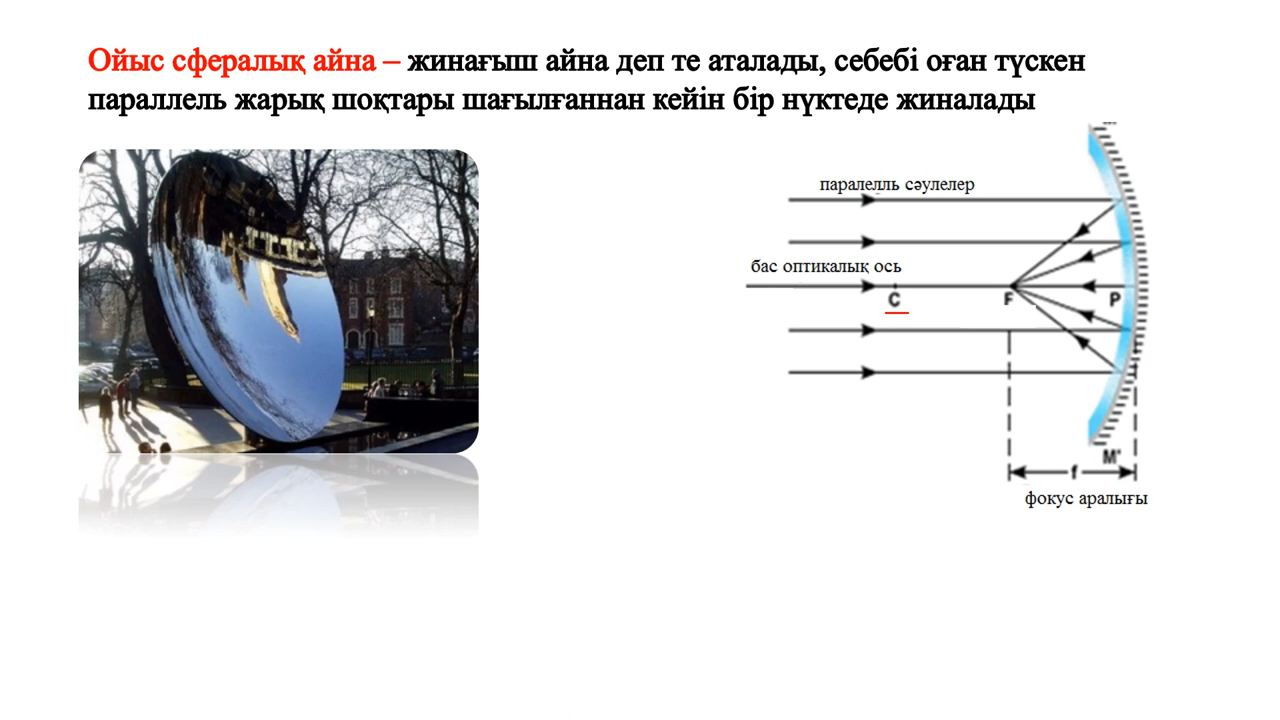 Ойыс сфералық айна – жинағыш айна деп те аталады, себебі оған түскен
параллель жарық шоқтары шағылғаннан кейін бір нүктеде жиналады
паралелль сәулелер
бас оптикалық ось
C
F
P
M'
f
фокус аралығы